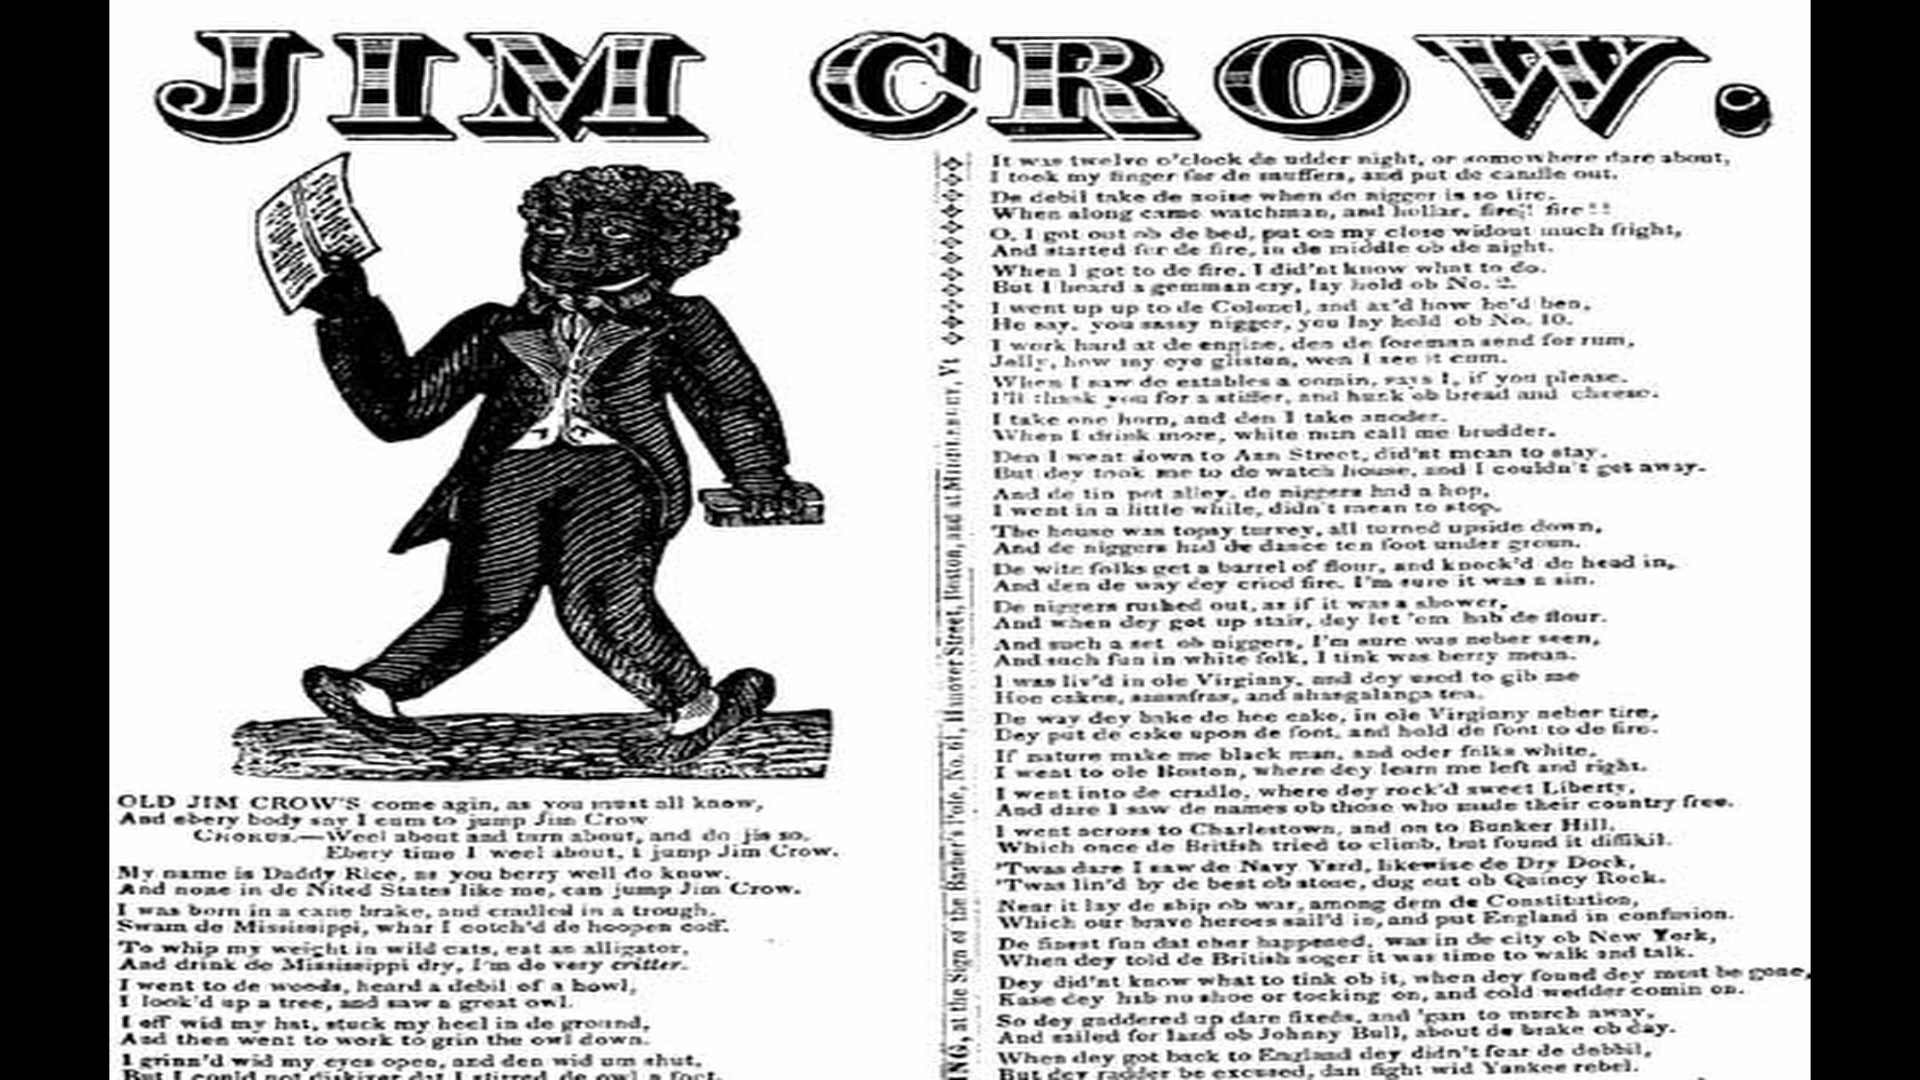 JIM CROW.
OLD JIM CROW'S come agin, as you must all know,
And ebery body say I cum to jump Jim Crow
CHORUS.—Weel about and turn about, and do jis so.
Ebery time I weel about, I jump Jim Crow.
My name is Daddy Rice, as you berry well do know,
And none in de Nited States like me, can jump Jim Crow.
I was born in a cane brake, and cradled in a trough,
Swam de Mississippi, whar I cotch'd de hoopen coff.
To whip my weight in wild cats, eat an alligator,
And drink de Mississippi dry, I'm de very critter.
I went to de woods, heard a debil of a howl,
I look'd up a tree, and saw a great owl.
I off wid my hat, stuck my heel in de ground,
And then went to work to grin the owl down.
I grinn'd wid my eyes open, and den wid um shut,
But I could not diskiver dat I stirred de owl a foot.
ING, at the Sign of the Barber's Pole, No. 61, Hanover Street, Boston, and at Middlebury, Vt
It was twelve o'clock de udder night, or somewhere dare about,
I took my finger for de snuffers, and put de candle out.
De debil take de noise when de nigger is so tire,
When along came watchman, and hollar, fire!! fire!!
O, I got out ob de bed, put on my close widout much fright,
And started for de fire, in de middle ob de night.
When I got to de fire, I did'nt know what to do.
But I heard a gemman cry, lay hold ob No. 2.
I went up up to de Colonel, and ax'd how he'd ben,
He say, you sassy nigger, you lay hold ob No. 10.
I work hard at de engine, den de foreman send for rum,
Jolly, how my eye glisten, wen I see it cum.
When I saw de estables a comin, says I, if you please,
I'll thank you for a stiffer, and hunk ob bread and cheese.
I take one horn, and den I take anoder.
When I drink more, white man call me brudder.
Den I went down to Ann Street, did'nt mean to stay,
But dey took me to de watch house, and I couldn't get away.
And de tin pot alley, de niggers had a hop,
I went in a little while, didn't mean to stop.
The house was topsy turvey, all turned upside down,
And de niggers had de dance ten foot under groun.
De wite folks get a barrel of flour, and knock'd de head in,
And den de way dey cried fire, I'm sure it was a sin.
De niggers rushed out, as if it was a shower,
And when dey got up stair, dey let 'em hab de flour.
And such a set ob niggers, I'm sure was neber seen,
And such fun in white folk, I tink was berry mean.
I was liv'd in ole Virginny, and dey used to gib me
Hoe cakes, sassafras, and shangalanga tea.
De way dey bake de hoe cake, in ole Virginny neber tire,
Dey put de cake upon de foot, and hold de foot to de fire.
If nature make me black man, and oder folks white,
I went to ole Boston, where dey learn me left and right.
I went into de cradle, where dey rock'd sweet Liberty,
And dare I saw de names ob those who made their country free.
I went across to Charlestown, and on to Bunker Hill,
Which once de British tried to climb, but found it diffikil.
'Twas dare I saw de Navy Yard, likewise de Dry Dock,
'Twas lin'd by de best ob stone, dug out ob Quincy Rock.
Near it lay de ship ob war, among dem de Constitution,
Which our brave heroes sail'd in, and put England in confusion.
De finest fun dat eber happened, was in de city ob New York,
When dey told de British soger it was time to walk and talk.
Dey did'nt know what to tink ob it, when dey found dey must be gone,
Kase dey hab no shoe or tocking on, and cold wedder comin on.
So dey gaddered up dare fixeds, and 'gan to march away,
And sailed for land ob Johnny Bull, about de brake ob day.
When dey got back to England dey didn't fear de debbil,
But dey radder be excused, dan fight wid Yankee rebel.